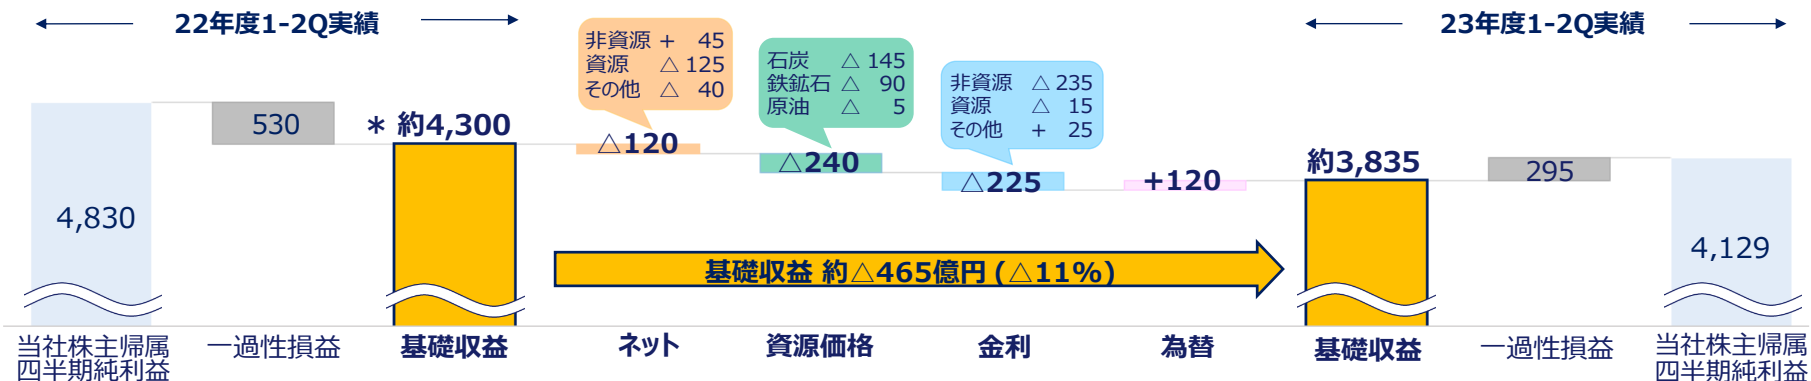 22年度1-2Q実績
23年度1-2Q実績
非資源 + 45
資源 △ 125
その他 △ 40
石炭 △ 145
鉄鉱石 △ 90
原油 △ 5
非資源 △ 235
資源 △ 15
その他 + 25
4,830
530
* 約4,300
△120
△240
△225
+120
約3,835
295
4,129
基礎収益 約△465億円 (△11%)
当社株主帰属
四半期純利益
一過性損益
基礎収益
ネット
資源価格
金利
為替
基礎収益
一過性損益
当社株主帰属
四半期純利益